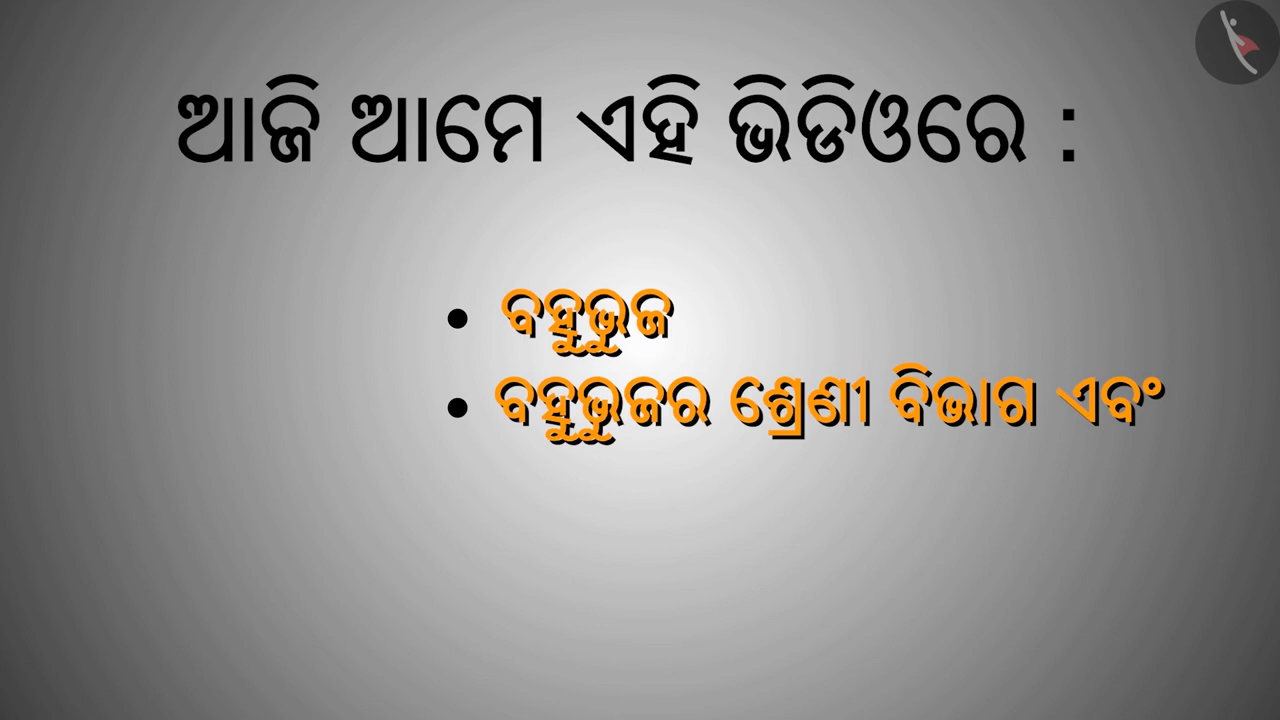 ଆଜି ଆମେ ଏହି ଭିଡିଓରେ :
• ବହୁଭୁଜ
• ବହୁଭୁଜର ଶ୍ରେଣୀ ବିଭାଗ ଏବଂ